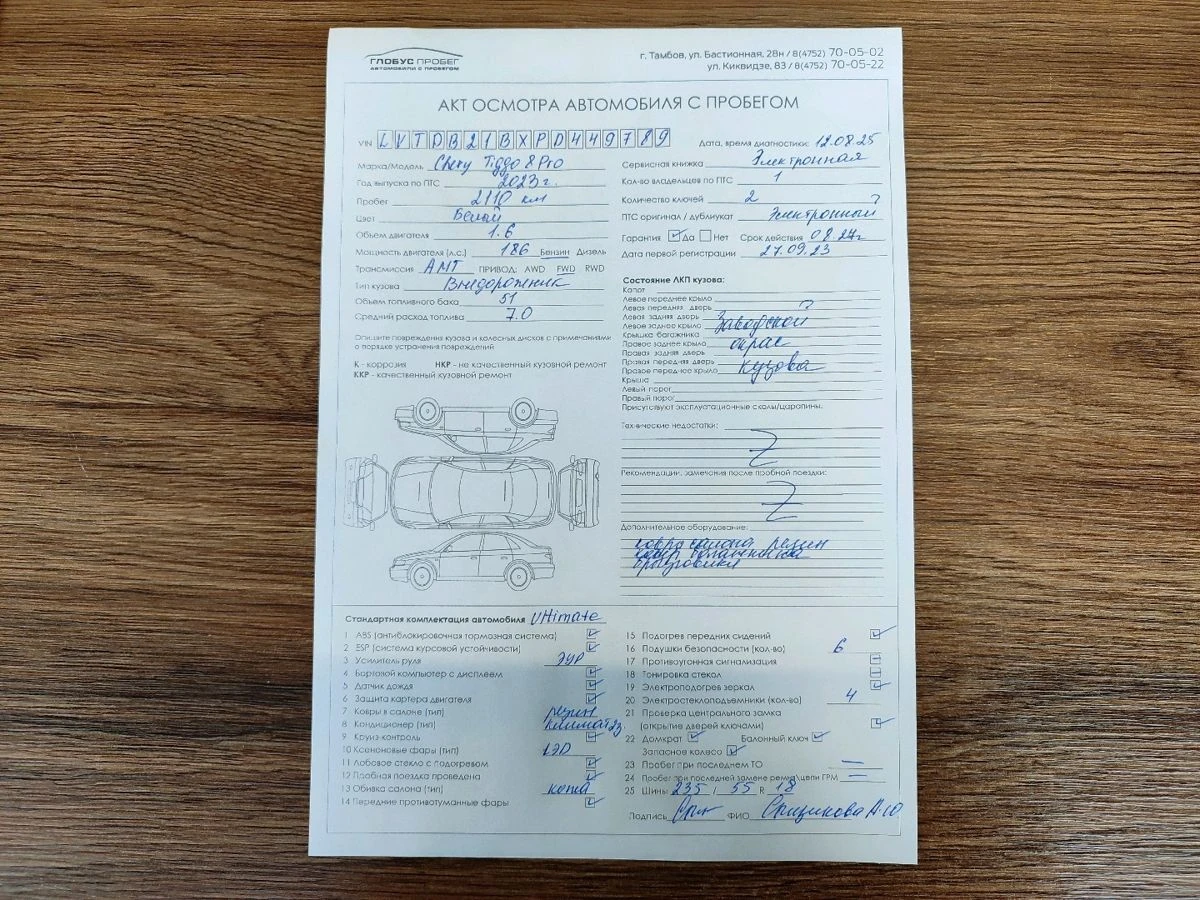 ГЛОБУС ПРОБЕГ
АВТОМОБИЛИ С ПРОБЕГОМ
г. Тамбов, ул. Бастионная, 28н / 8(4752) 70-05-02
ул. Киквидзе, 83 / 8(4752) 70-05-22
АКТ ОСМОТРА АВТОМОБИЛЯ С ПРОБЕГОМ
VIN LVTDB21BXPD449789
Дата, время диагностики: 12.08.25
Марка/Модель Chery Tiggo 8 Pro
Год выпуска по ПТС 2023 г.
Пробег 2110 км
Цвет Белый
Объем двигателя 1.6
Мощность двигателя (л.с.) 186 Бензин Дизель
Трансмиссия АМТ ПРИВОД: AWD FWD RWD
Тип кузова Внедорожник
Объем топливного бака 51
Средний расход топлива 7.0
Сервисная книжка Электронная
Кол-во владельцев по ПТС 1
Количество ключей 2
ПТС оригинал / дубликат Электронный
Гарантия Да Нет Срок действия 08.27г
Дата первой регистрации 27.09.23
Опишите повреждения кузова и колесных дисков с примечаниями
о порядке устранения повреждений
К - коррозия НКР - не качественный кузовной ремонт
ККР - качественный кузовной ремонт
Состояние ЛКП кузова:
Капот
Левое переднее крыло
Левая передняя дверь
Левая задняя дверь Заводской
Левое заднее крыло
Крышка багажника
Правое заднее крыло окрас
Правая задняя дверь
Правая передняя дверь
Правое переднее крыло кузова
Крыша
Левый порог
Правый порог
Присутствуют эксплуатационные сколы/царапины.
Технические недостатки:
Z
Рекомендации, замечания после пробной поездки:
Z
Дополнительное оборудование:
ковры салона резин
ковер багажника
брызговики
Стандартная комплектация автомобиля Ultimate
1 ABS (антиблокировочная тормозная система)
2 ESP (система курсовой устойчивости)
3 Усилитель руля ЭУР
4 Бортовой компьютер с дисплеем
5 Датчик дождя
6 Защита картера двигателя
7 Ковры в салоне (тип) резин
8 Кондиционер (тип) климат 2з.
9 Круиз-контроль
10 Ксеноновые фары (тип) LЭD
11 Лобовое стекло с подогревом
12 Пробная поездка проведена
13 Обивка салона (тип) кожа
14 Передние противотуманные фары
15 Подогрев передних сидений
16 Подушки безопасности (кол-во) 6
17 Противоугонная сигнализация
18 Тонировка стекол
19 Электроподогрев зеркал
20 Электростеклоподъемники (кол-во) 4
21 Проверка центрального замка
(открытие дверей ключами)
22 Домкрат Балонный ключ
Запасное колесо
23 Пробег при последнем ТО —
24 Пробег при последней замене ремня/цепи ГРМ —
25 Шины 235 / 55 R 18
Подпись ФИО